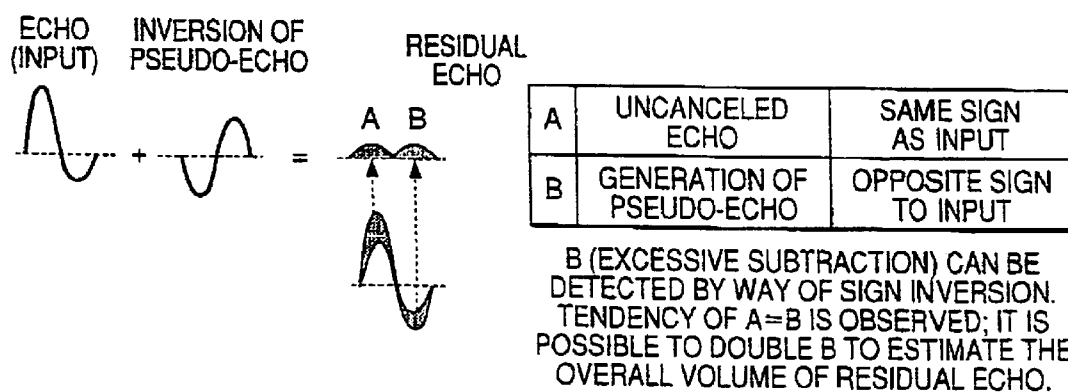 ECHO
(INPUT)
INVERSION OF
PSEUDO-ECHO
RESIDUAL
ECHO
+
=
A B
A
UNCANCELED
ECHO
SAME SIGN
AS INPUT
B
GENERATION OF
PSEUDO-ECHO
OPPOSITE SIGN
TO INPUT
B (EXCESSIVE SUBTRACTION) CAN BE
DETECTED BY WAY OF SIGN INVERSION.
TENDENCY OF A=B IS OBSERVED; IT IS
POSSIBLE TO DOUBLE B TO ESTIMATE THE
OVERALL VOLUME OF RESIDUAL ECHO.